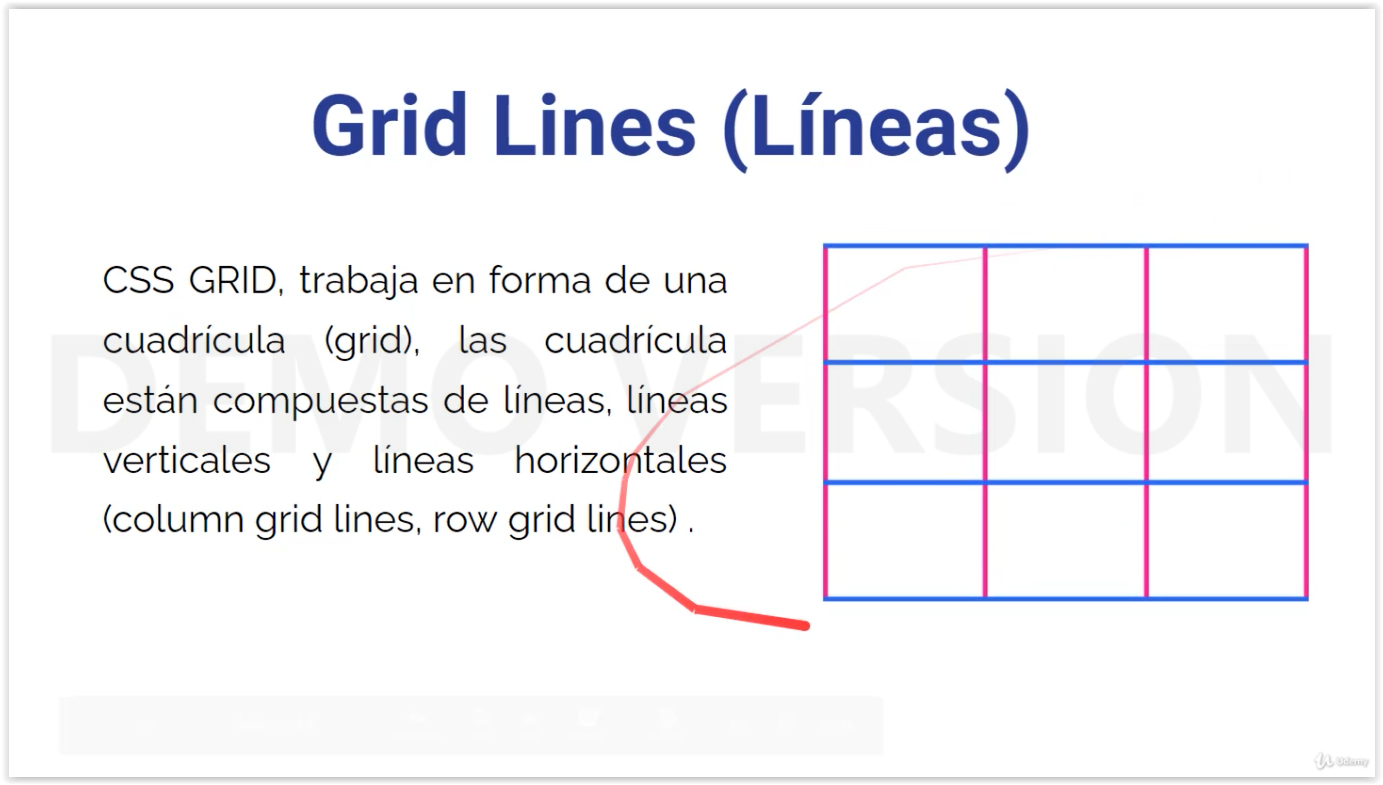 Grid Lines (Líneas)
CSS GRID, trabaja en forma de una
cuadrícula (grid), las cuadrícula
están compuestas de líneas, líneas
verticales y líneas horizontales
(column grid lines, row grid lines) .
DEMO VERSION
Udemy